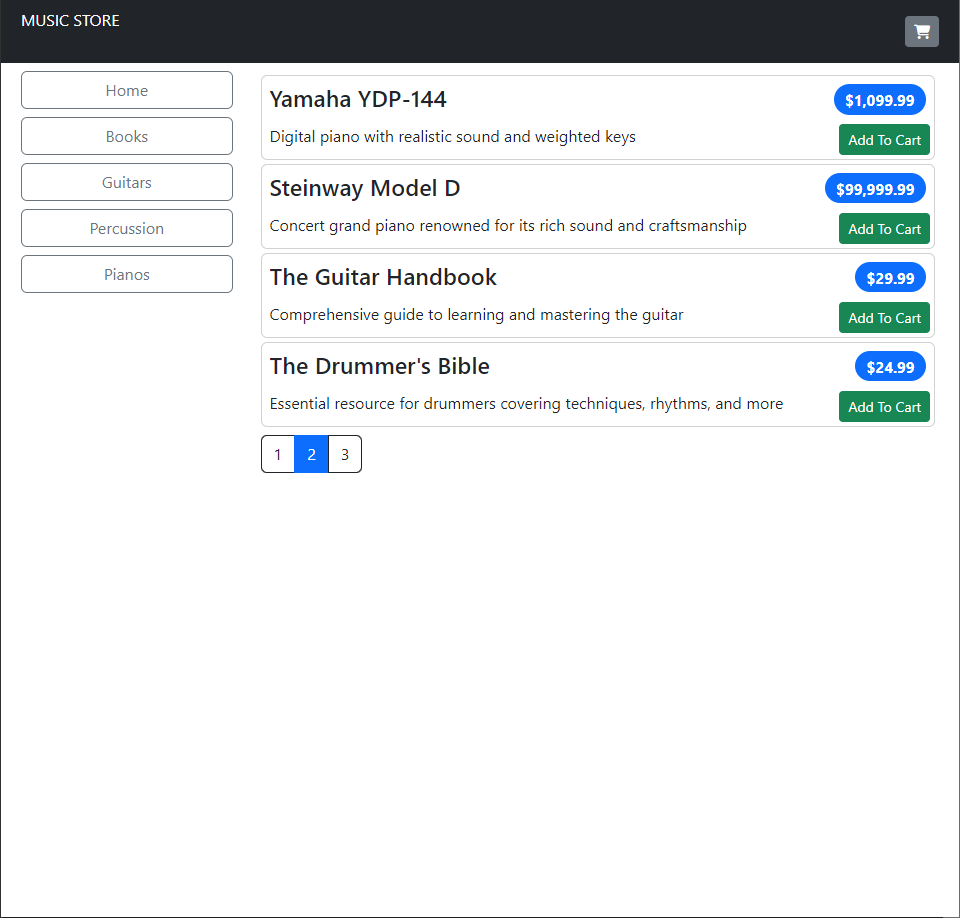 MUSIC STORE
Home
Books
Guitars
Percussion
Pianos
Yamaha YDP-144
$1,099.99
Digital piano with realistic sound and weighted keys
Add To Cart
Steinway Model D
$99,999.99
Concert grand piano renowned for its rich sound and craftsmanship
Add To Cart
The Guitar Handbook
$29.99
Comprehensive guide to learning and mastering the guitar
Add To Cart
The Drummer's Bible
$24.99
Essential resource for drummers covering techniques, rhythms, and more
Add To Cart
1 2 3